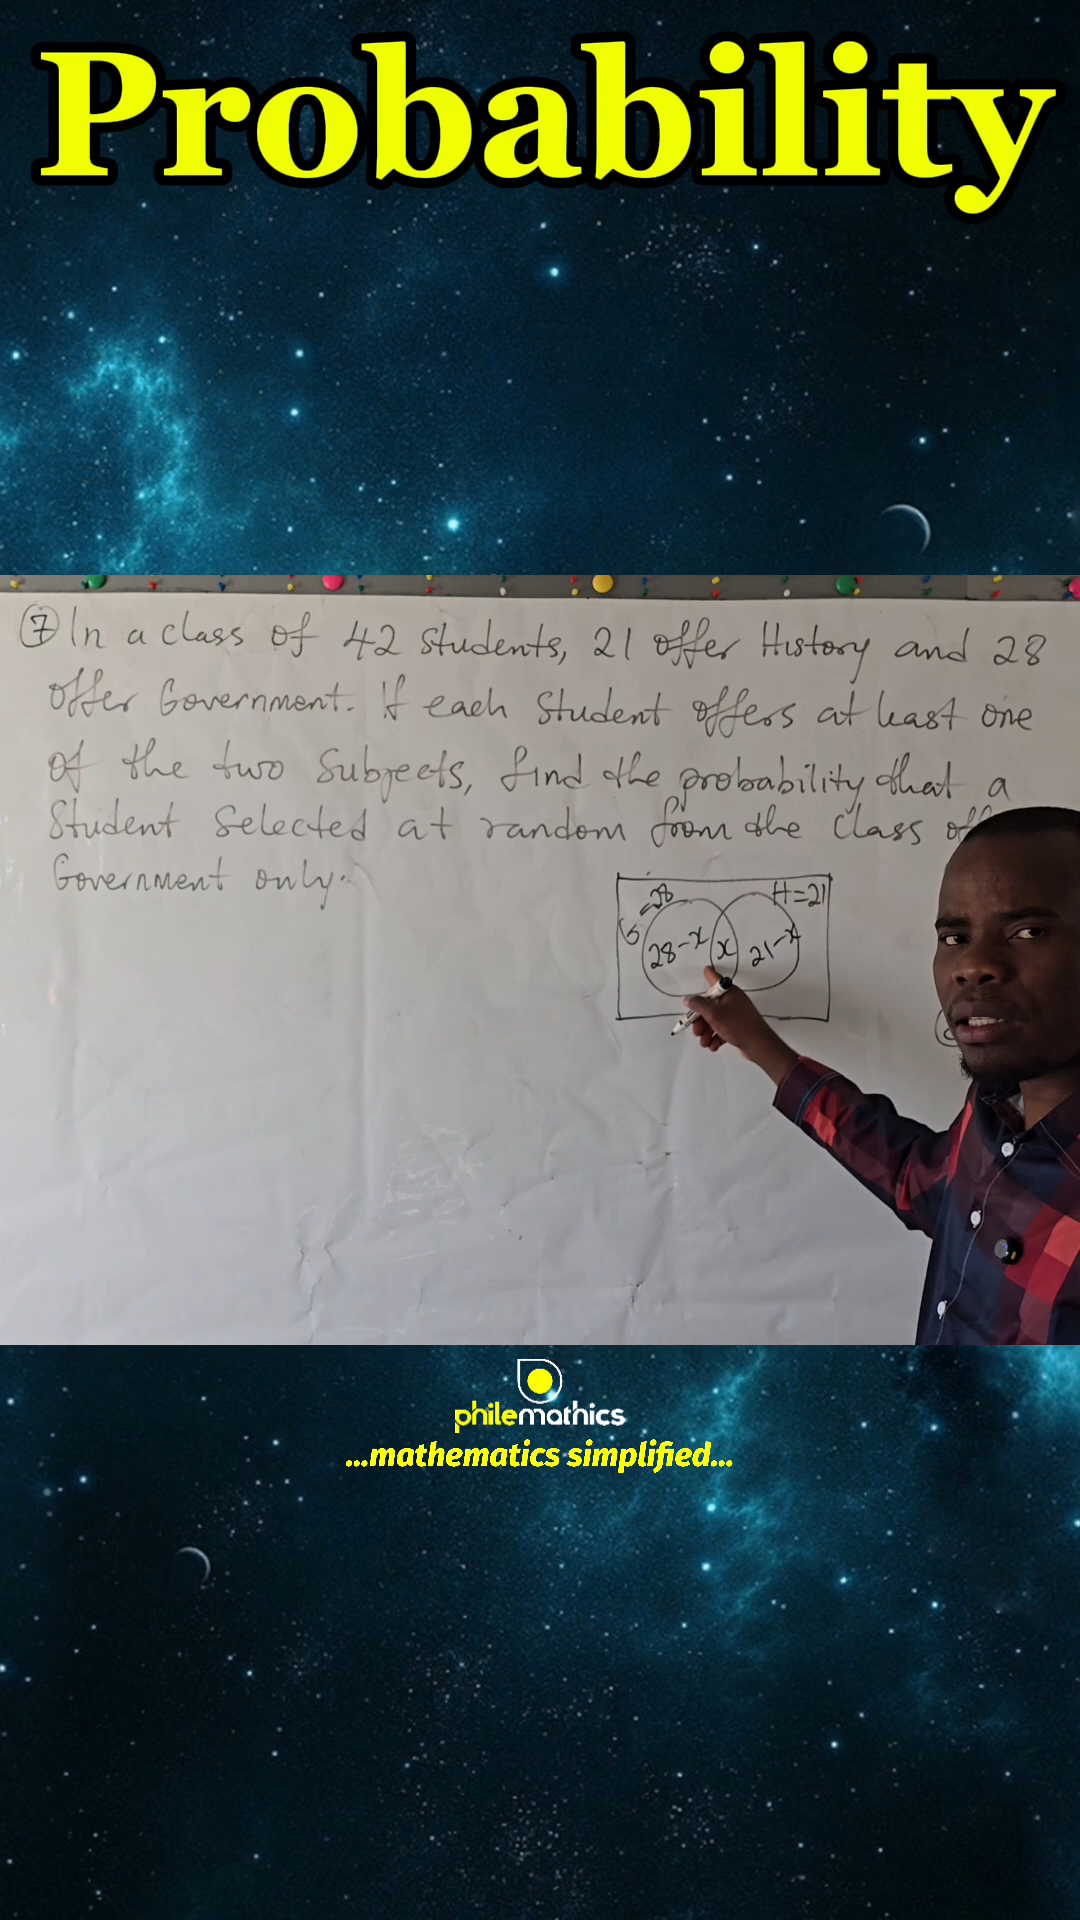 Probability
7 In a class of 42 students, 21 offer History and 28
offer Government. If each student offers at least one
of the two subjects, find the probability that a
Student Selected at random from the class
Government only.
G=28
H=21
28-x
x
21-x
philemathics
...mathematics simplified...